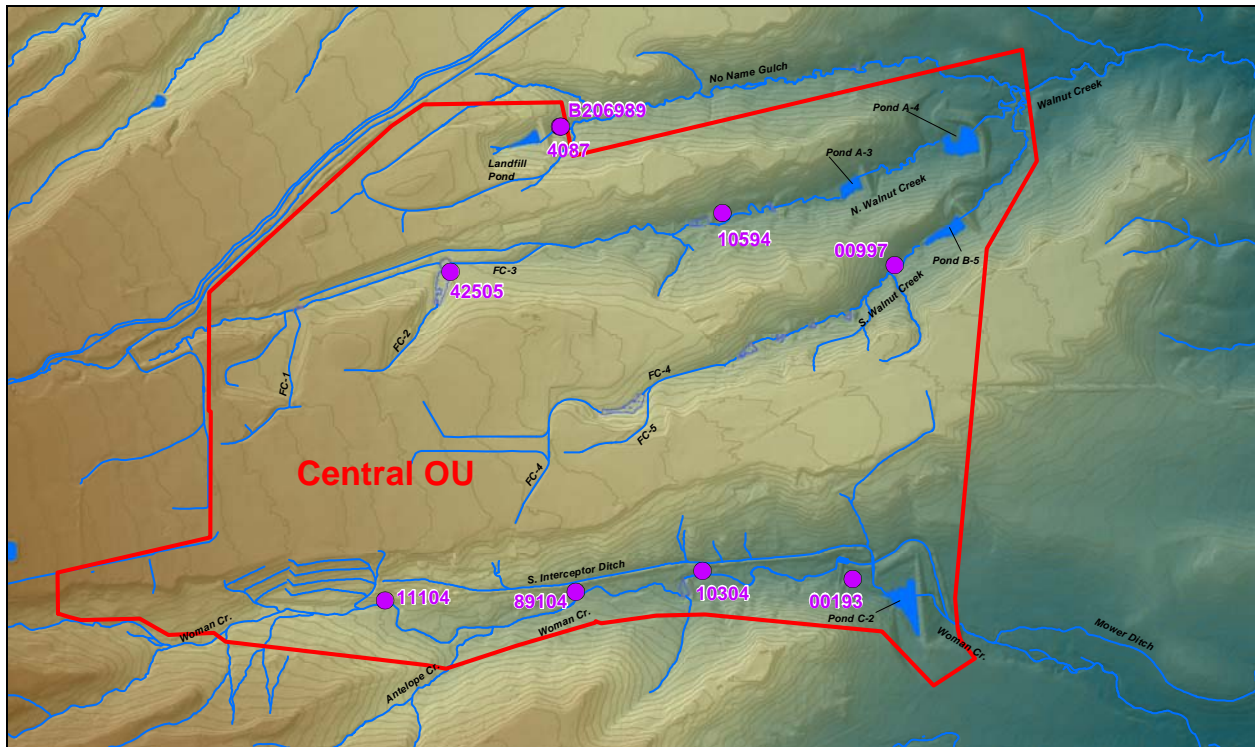 No Name Gulch
Walnut Creek
Pond A-4
B206989
4087
Landfill
Pond
Pond A-3
N. Walnut Creek
10594
00997
Pond B-5
FC-3
42505
S. Walnut Creek
FC-2
FC-1
FC-4
FC-5
Central OU
FC-4
S. Interceptor Ditch
11104
89104
10304
00193
Pond C-2
Woman Cr.
Woman Cr.
Woman Cr.
Mower Ditch
Antelope Cr.